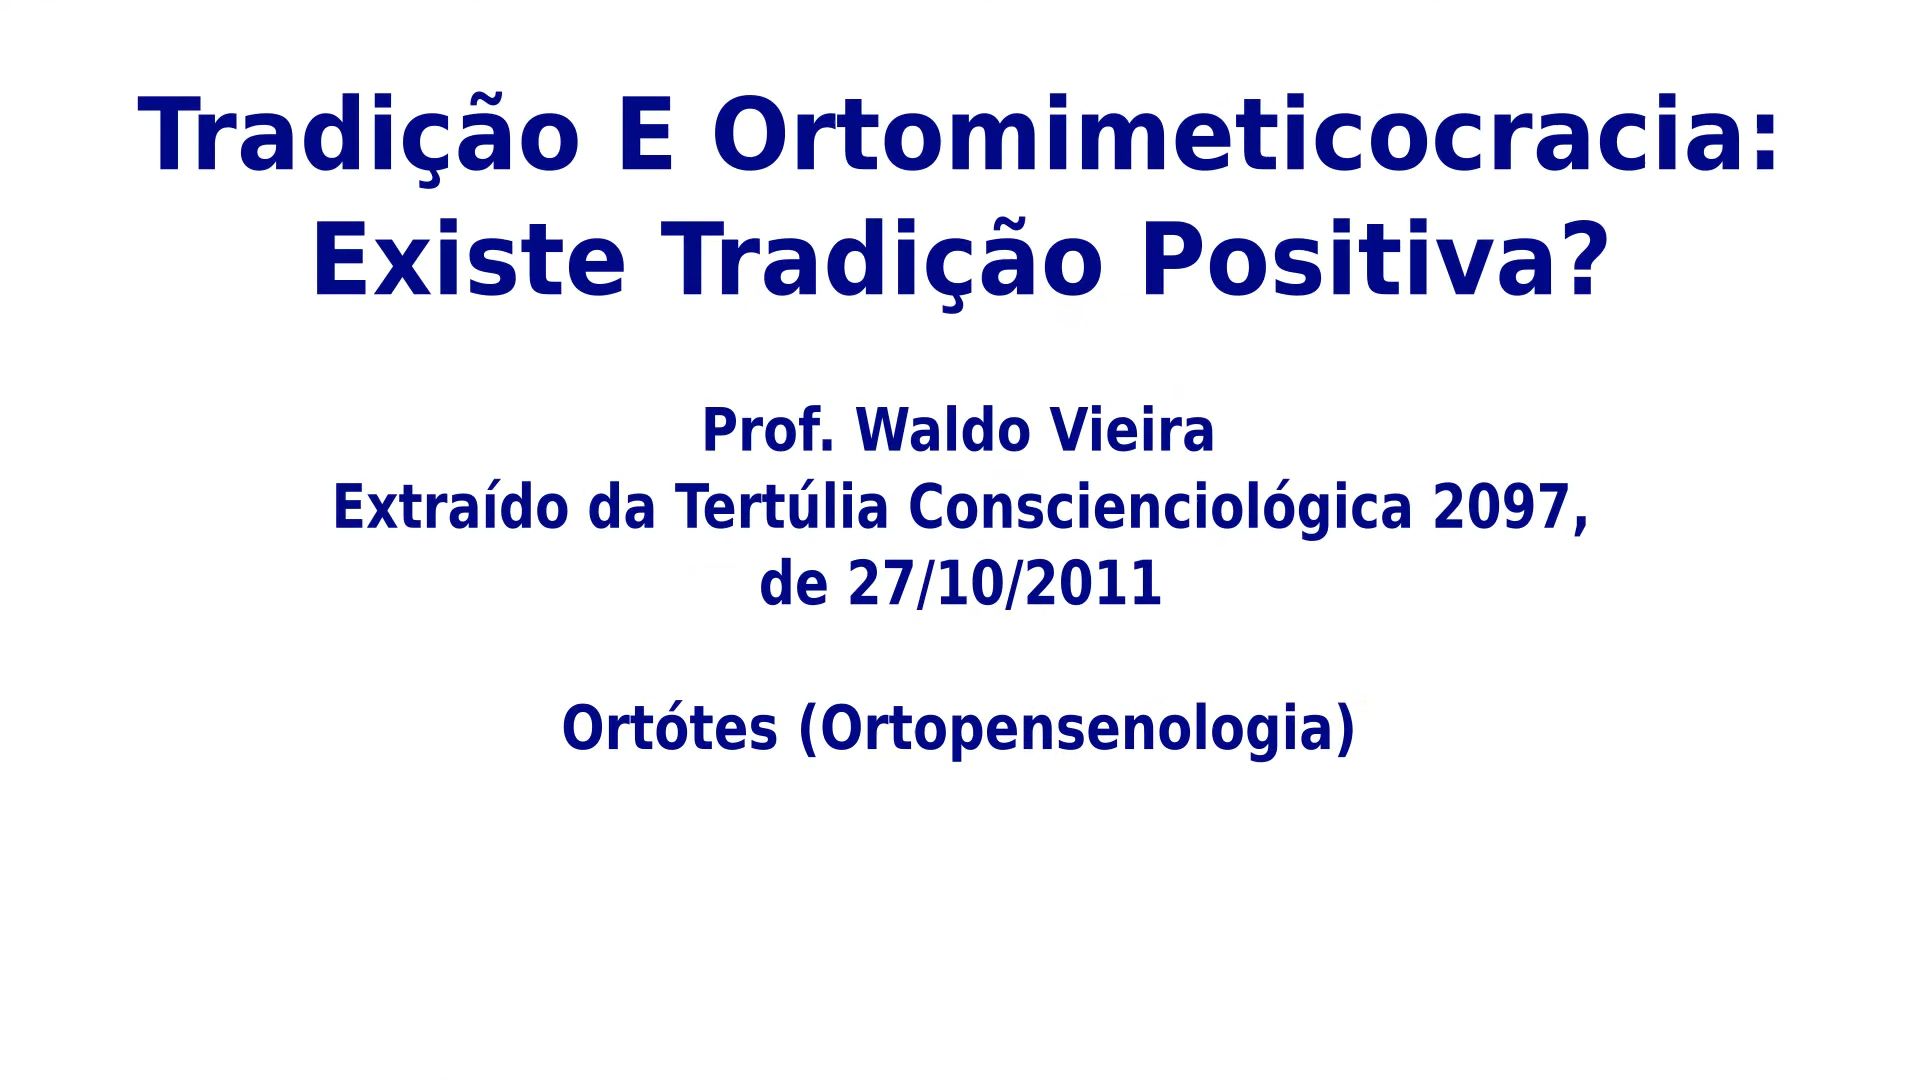 Tradição E Ortomimeticocracia:
Existe Tradição Positiva?
Prof. Waldo Vieira
Extraído da Tertúlia Conscienciológica 2097,
de 27/10/2011
Ortótes (Ortopensenologia)